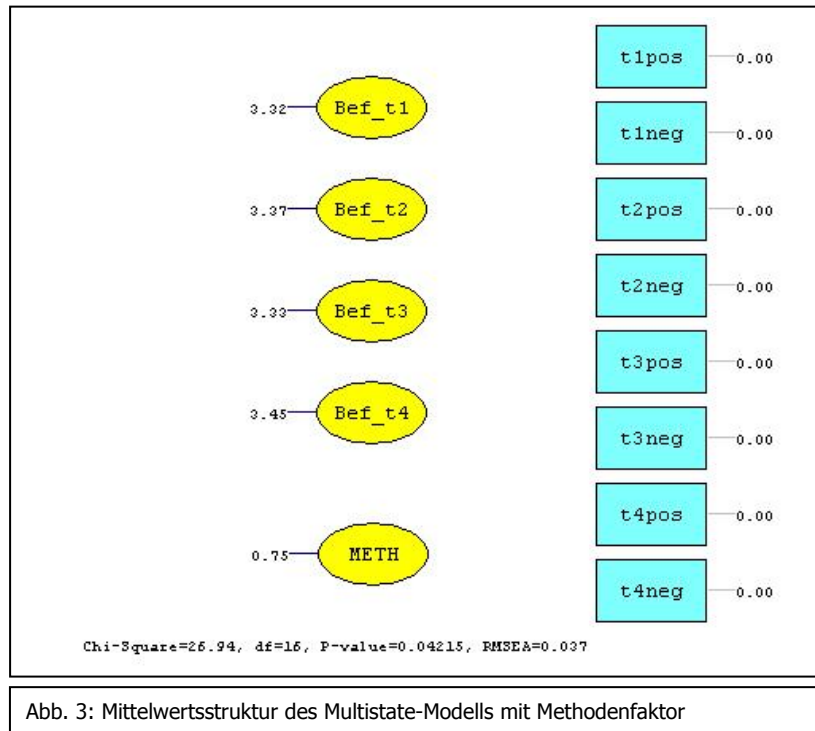 t1pos 0.00
3.32 Bef_t1
t1neg 0.00
3.37 Bef_t2 t2pos 0.00
t2neg 0.00
3.33 Bef_t3
t3pos 0.00
3.45 Bef_t4
t3neg 0.00
t4pos 0.00
0.75 METH
t4neg 0.00
Chi-Square=26.94, df=16, P-value=0.04215, RMSEA=0.037
Abb. 3: Mittelwertsstruktur des Multistate-Modells mit Methodenfaktor